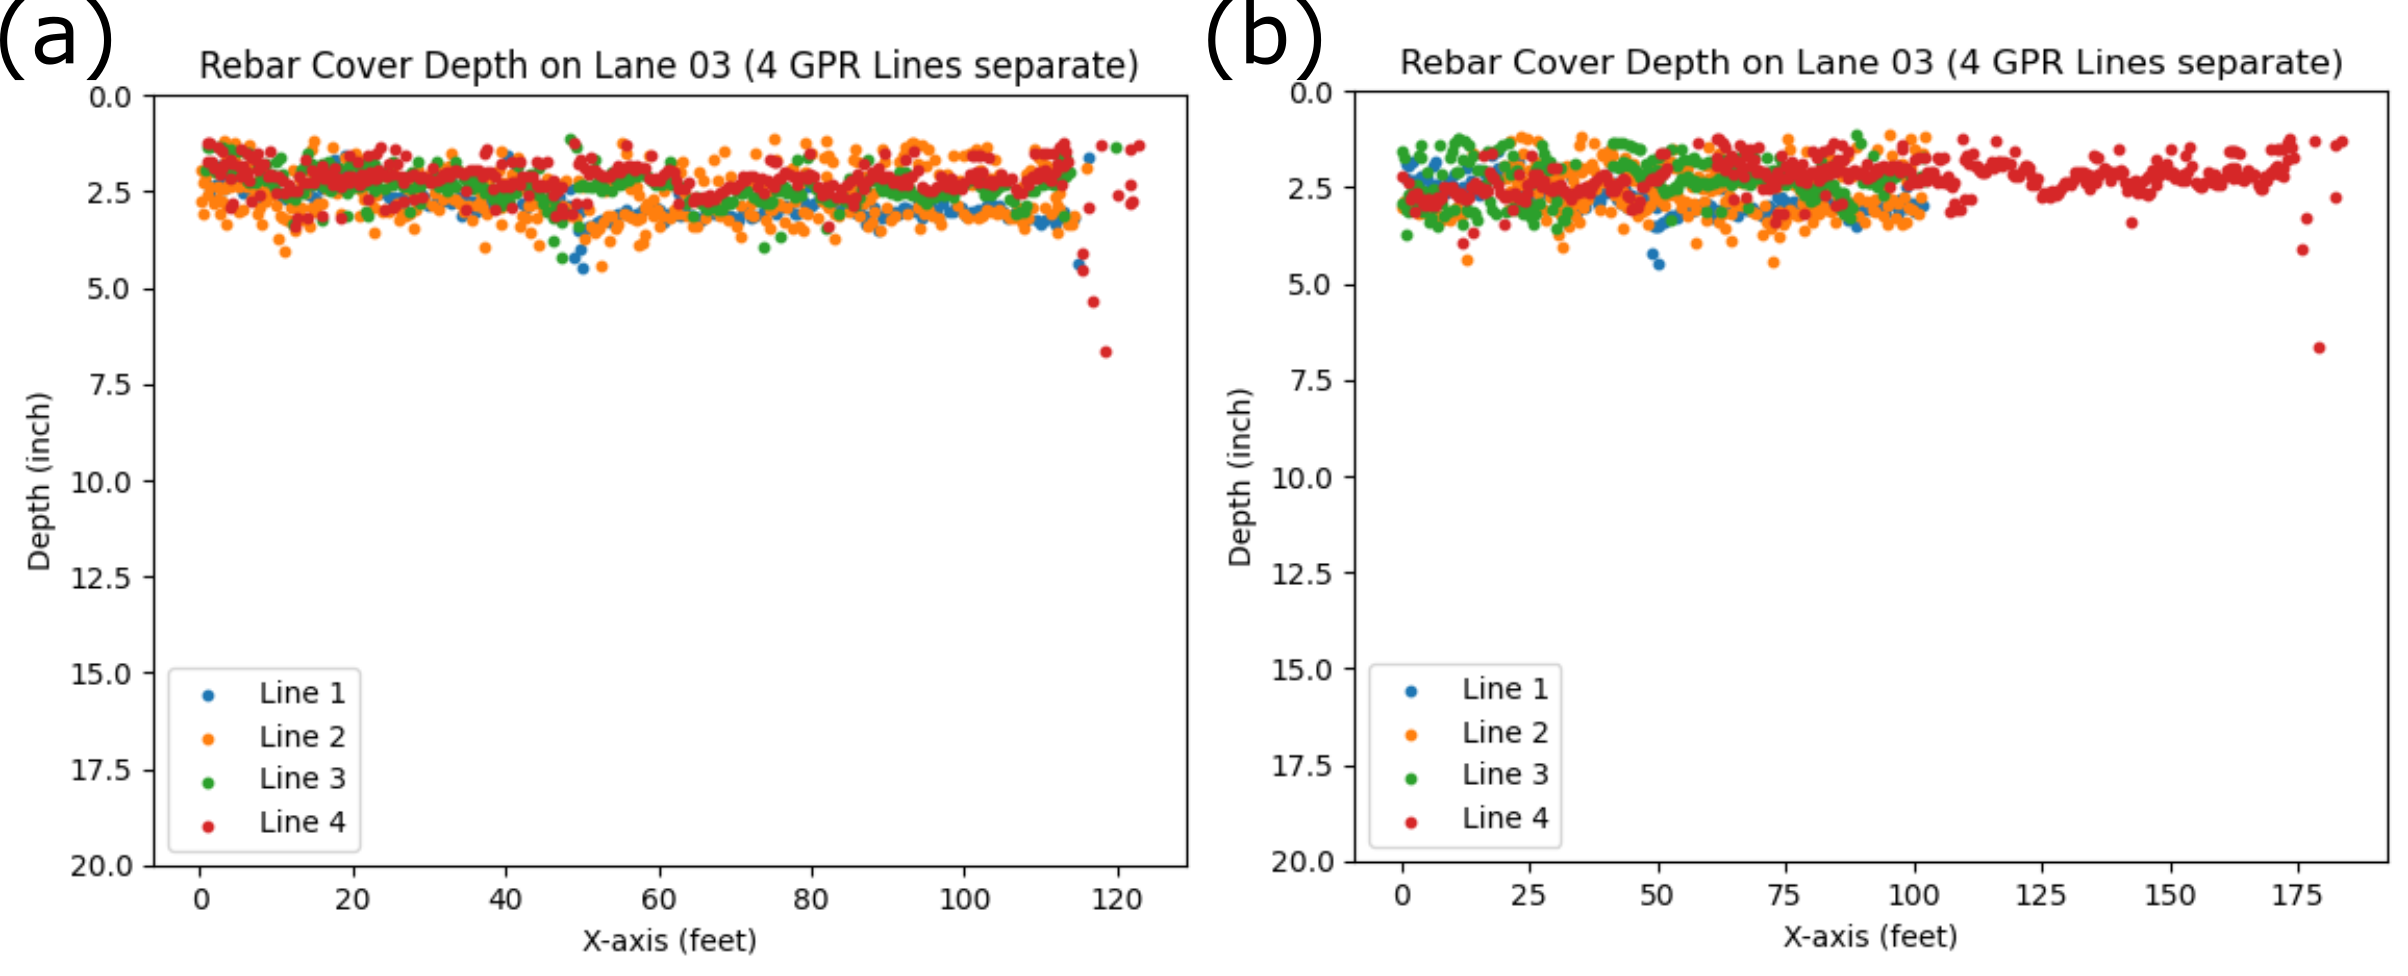 (a)
Rebar Cover Depth on Lane 03 (4 GPR Lines separate)
0.0
2.5
5.0
7.5
10.0
12.5
15.0
17.5
20.0
Depth (inch)
Line 1
Line 2
Line 3
Line 4
0 20 40 60 80 100 120
X-axis (feet)
(b)
Rebar Cover Depth on Lane 03 (4 GPR Lines separate)
0.0
2.5
5.0
7.5
10.0
12.5
15.0
17.5
20.0
Depth (inch)
Line 1
Line 2
Line 3
Line 4
0 25 50 75 100 125 150 175
X-axis (feet)